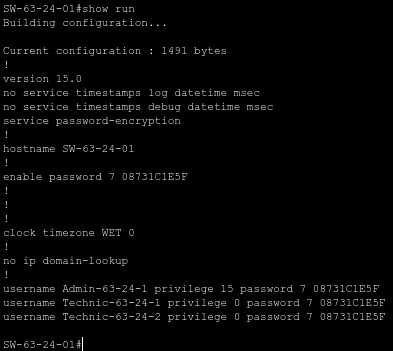 SW-63-24-01#show run
Building configuration...
Current configuration : 1491 bytes
!
version 15.0
no service timestamps log datetime msec
no service timestamps debug datetime msec
service password-encryption
!
hostname SW-63-24-01
!
enable password 7 08731C1E5F
!
!
!
clock timezone WET 0
!
no ip domain-lookup
!
username Admin-63-24-1 privilege 15 password 7 08731C1E5F
username Technic-63-24-1 privilege 0 password 7 08731C1E5F
username Technic-63-24-2 privilege 0 password 7 08731C1E5F
SW-63-24-01#